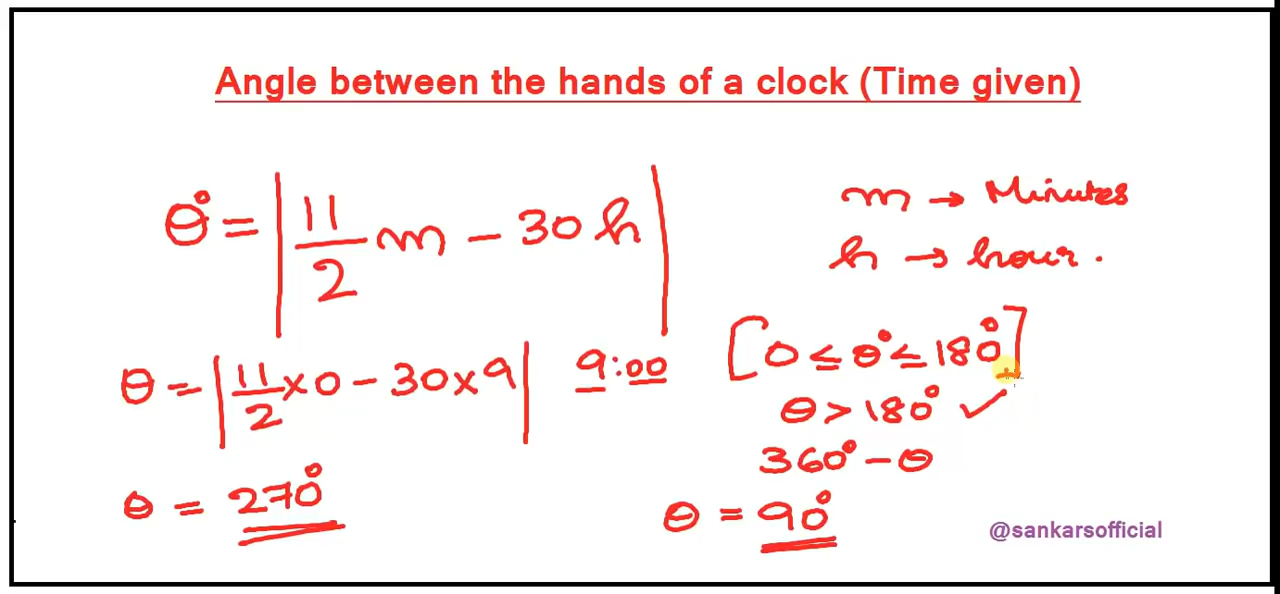 Angle between the hands of a clock (Time given)
θ° = | 11/2 m - 30 h |
m → Minutes
h → hour.
θ = | 11/2 × 0 - 30 × 9 | 9:00
[0 ≤ θ° ≤ 180°]
θ > 180° ✓
360° - θ
θ = 270°
θ = 90°
@sankarsofficial